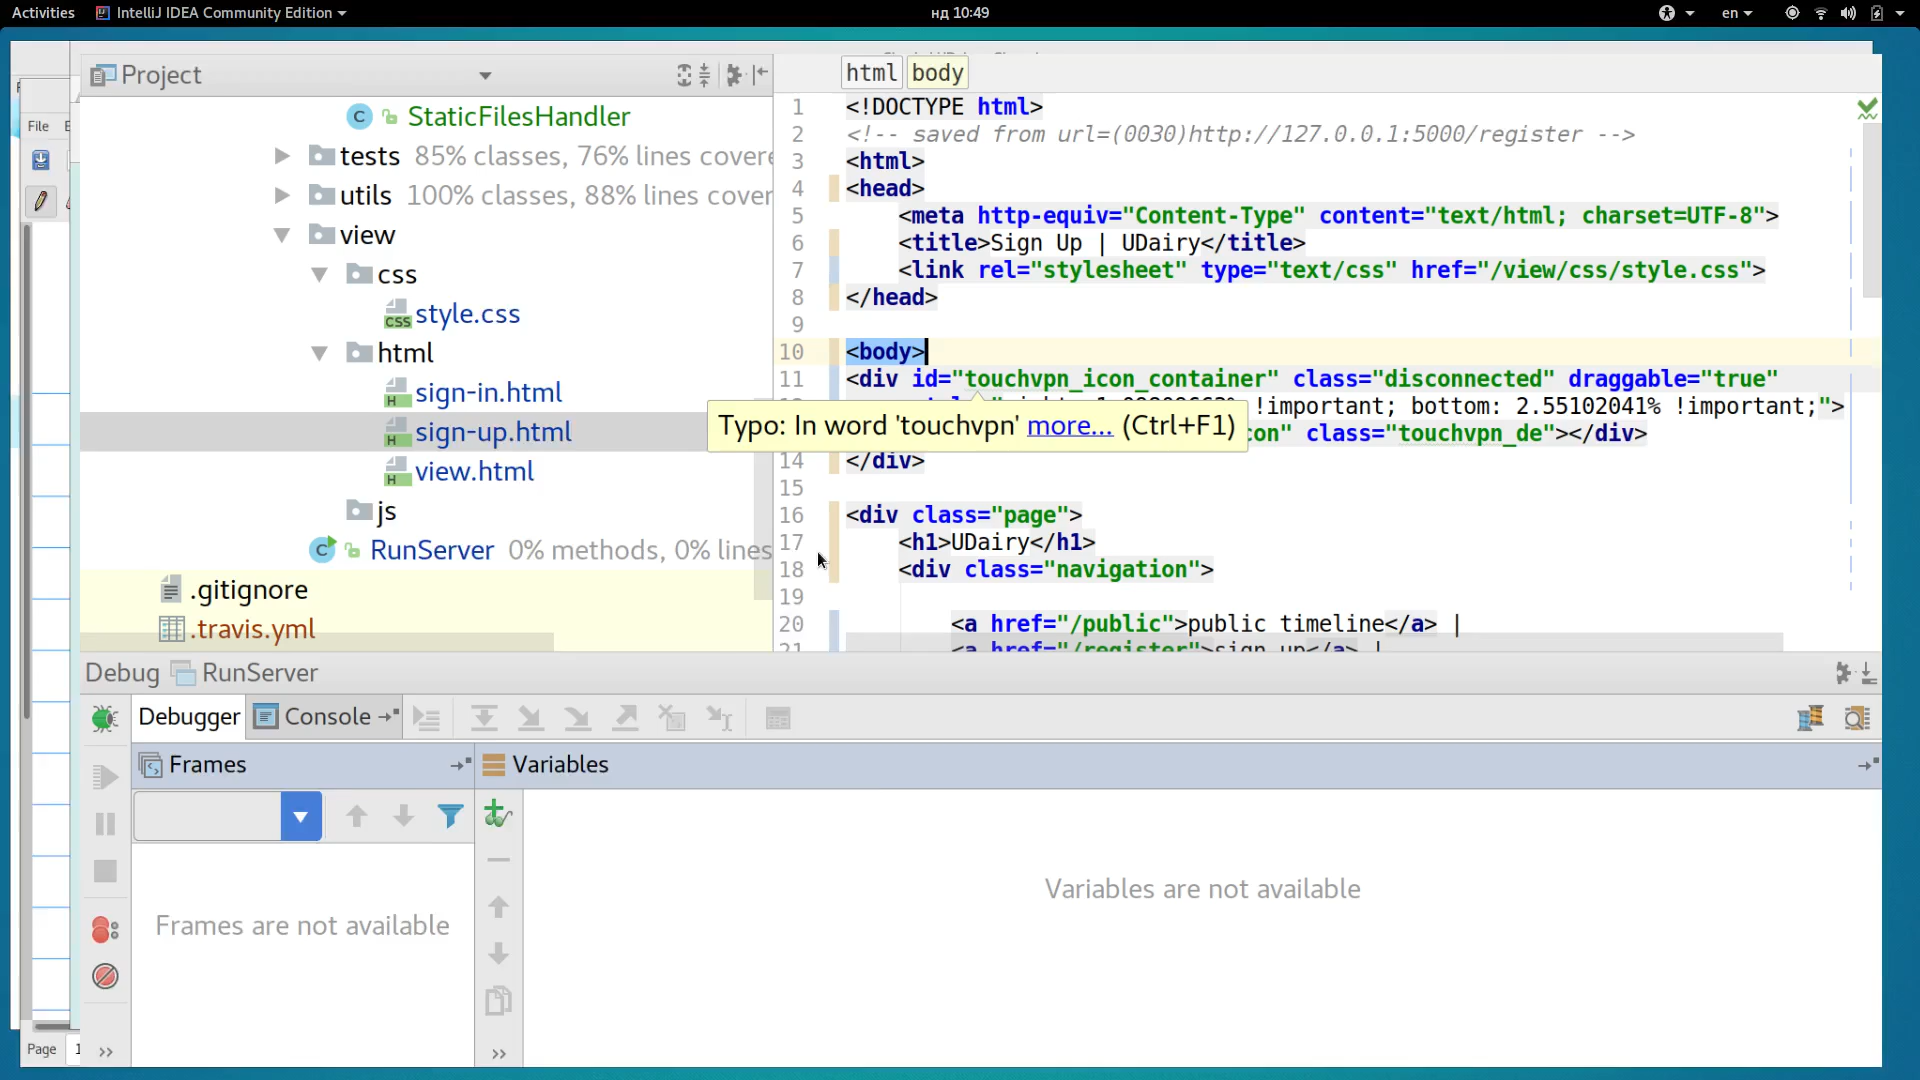 Activities IntelliJ IDEA Community Edition нд 10:49 en
Project
html body
File
StaticFilesHandler
tests 85% classes, 76% lines covere
utils 100% classes, 88% lines cover
view
css
style.css
html
sign-in.html
sign-up.html
view.html
js
RunServer 0% methods, 0% lines
.gitignore
.travis.yml
1 <!DOCTYPE html>
2 <!-- saved from url=(0030)http://127.0.0.1:5000/register -->
3 <html>
4 <head>
5 <meta http-equiv="Content-Type" content="text/html; charset=UTF-8">
6 <title>Sign Up | UDairy</title>
7 <link rel="stylesheet" type="text/css" href="/view/css/style.css">
8 </head>
9
10 <body>
11 <div id="touchvpn_icon_container" class="disconnected" draggable="true"
!important; bottom: 2.55102041% !important;">
Typo: In word 'touchvpn' more... (Ctrl+F1)
con" class="touchvpn_de"></div>
14 </div>
15
16 <div class="page">
17 <h1>UDairy</h1>
18 <div class="navigation">
19
20 <a href="/public">public timeline</a> |
21 <a href="/register">sign up</a> |
Debug RunServer
Debugger Console
Frames Variables
Frames are not available
Variables are not available
Page 1